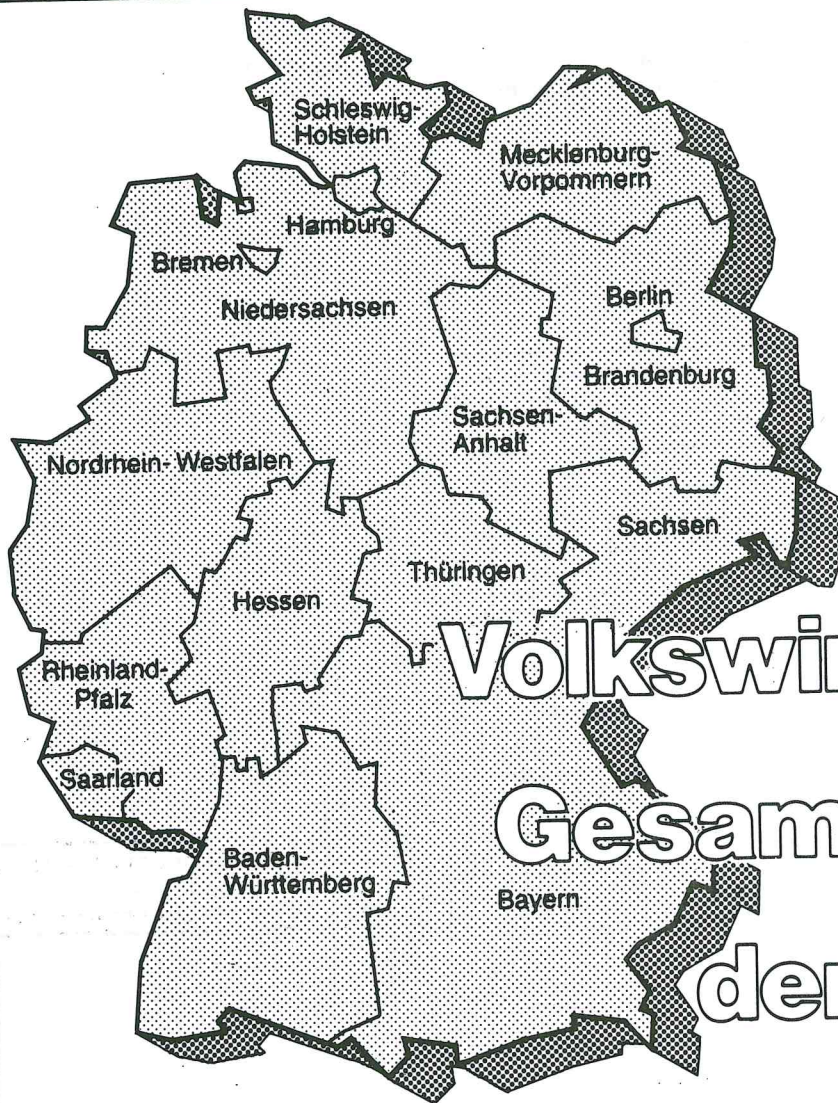 Schleswig-
Holstein
Mecklenburg-
Vorpommern
Hamburg
Bremen
Niedersachsen
Berlin
Brandenburg
Sachsen-
Anhalt
Nordrhein-Westfalen
Sachsen
Thüringen
Hessen
Volkswi
Rheinland-
Pfalz
Saarland
Gesam
Baden-
Württemberg
Bayern
der